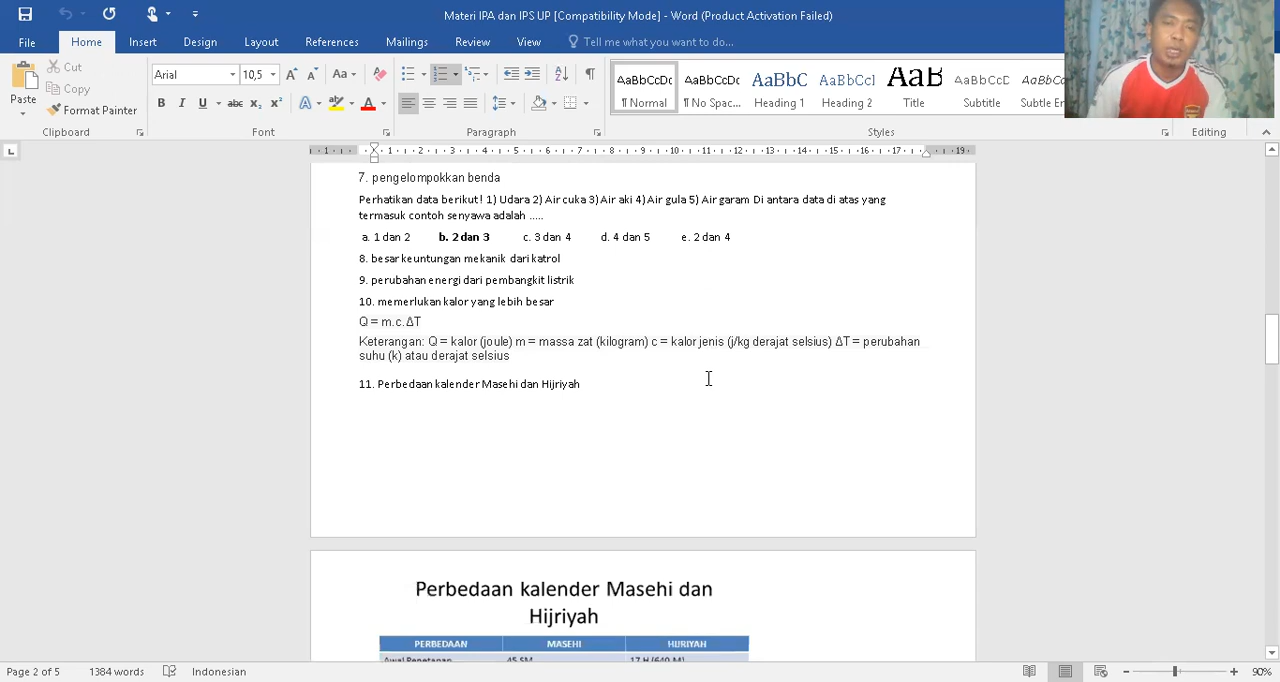 Materi IPA dan IPS UP [Compatibility Mode] - Word (Product Activation Failed)
File Home Insert Design Layout References Mailings Review View Tell me what you want to do...
Paste
Cut
Copy
Format Painter
Clipboard
Arial 10,5
Font
Paragraph
AaBbCcDc AaBbCcDc AaBbC AaBbCcI AaB AaBbCcD AaBbCcD
¶ Normal ¶ No Spac... Heading 1 Heading 2 Title Subtitle Subtle Em
Styles
Editing
7. pengelompokkan benda
Perhatikan data berikut! 1) Udara 2) Air cuka 3) Air aki 4) Air gula 5) Air garam Di antara data di atas yang
termasuk contoh senyawa adalah .....
a. 1 dan 2 b. 2 dan 3 c. 3 dan 4 d. 4 dan 5 e. 2 dan 4
8. besar keuntungan mekanik dari katrol
9. perubahan energi dari pembangkit listrik
10. memerlukan kalor yang lebih besar
Q = m.c.ΔT
Keterangan: Q = kalor (joule) m = massa zat (kilogram) c = kalor jenis (j/kg derajat selsius) ΔT = perubahan
suhu (k) atau derajat selsius
11. Perbedaan kalender Masehi dan Hijriyah
Perbedaan kalender Masehi dan
Hijriyah
PERBEDAAN MASEHI HIJRIYAH
Awal Penetapan 45 SM 17 H (640 M)
Page 2 of 5 1384 words Indonesian 90%